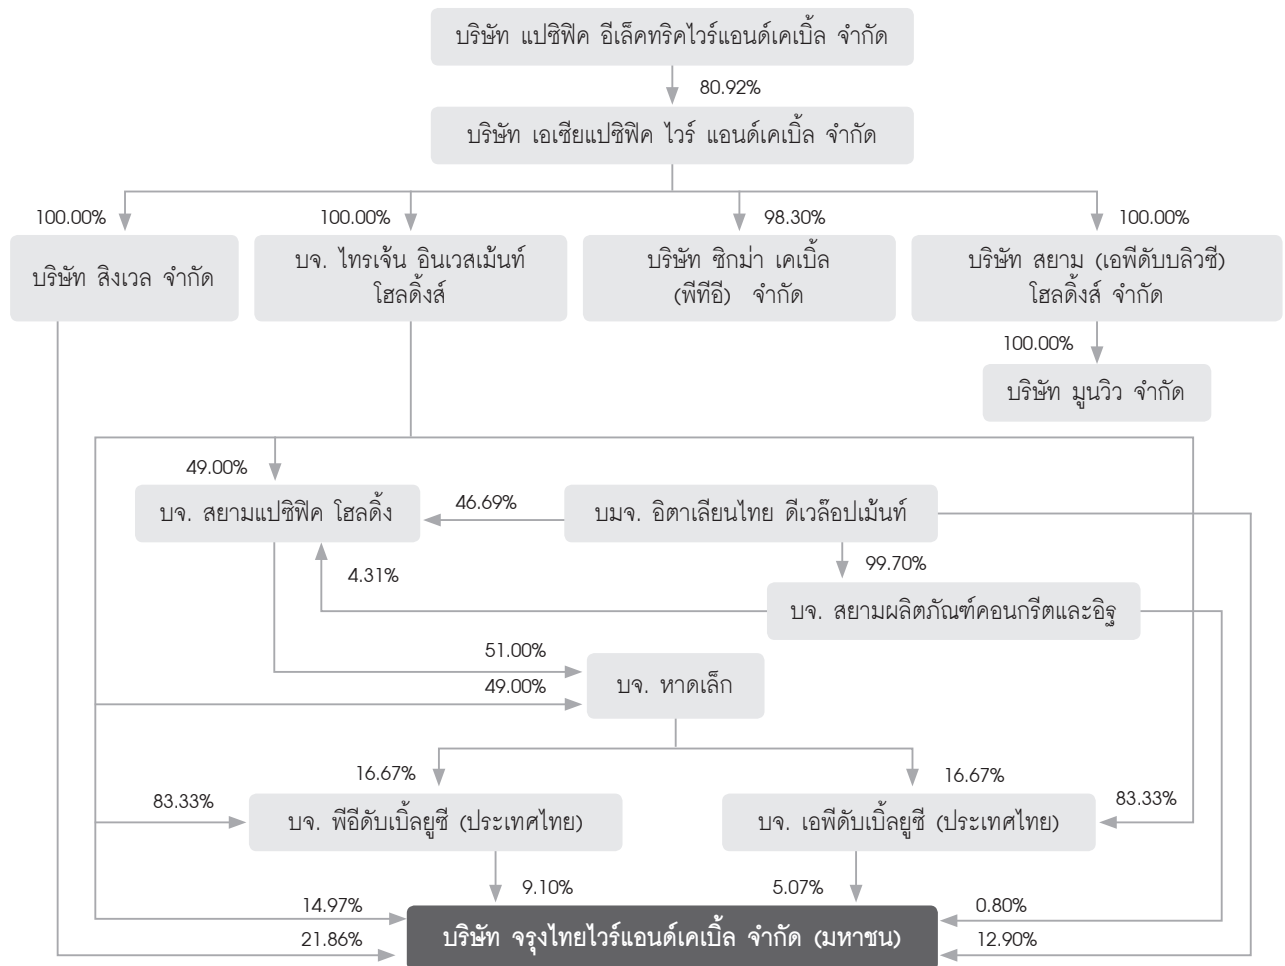 บริษัท แปซิฟิค อีเล็คทริคไวร์แอนด์เคเบิ้ล จำกัด
80.92%
บริษัท เอเซียแปซิฟิค ไวร์ แอนด์เคเบิ้ล จำกัด
100.00%
100.00%
98.30%
100.00%
บริษัท สิงเวล จำกัด
บจ. ไทรเจ้น อินเวสเม้นท์
โฮลดิ้งส์
บริษัท ซิกม่า เคเบิ้ล
(พีทีอี) จำกัด
บริษัท สยาม (เอพีดับบลิวซี)
โฮลดิ้งส์ จำกัด
100.00%
บริษัท มูนวิว จำกัด
49.00%
บจ. สยามแปซิฟิค โฮลดิ้ง
46.69%
บมจ. อิตาเลียนไทย ดีเวล๊อปเม้นท์
4.31%
99.70%
บจ. สยามผลิตภัณฑ์คอนกรีตและอิฐ
51.00%
49.00%
บจ. หาดเล็ก
16.67%
16.67%
83.33%
83.33%
บจ. พีอีดับเบิ้ลยูซี (ประเทศไทย)
บจ. เอพีดับเบิ้ลยูซี (ประเทศไทย)
9.10%
5.07%
14.97%
0.80%
21.86%
บริษัท จรุงไทยไวร์แอนด์เคเบิ้ล จำกัด (มหาชน)
12.90%